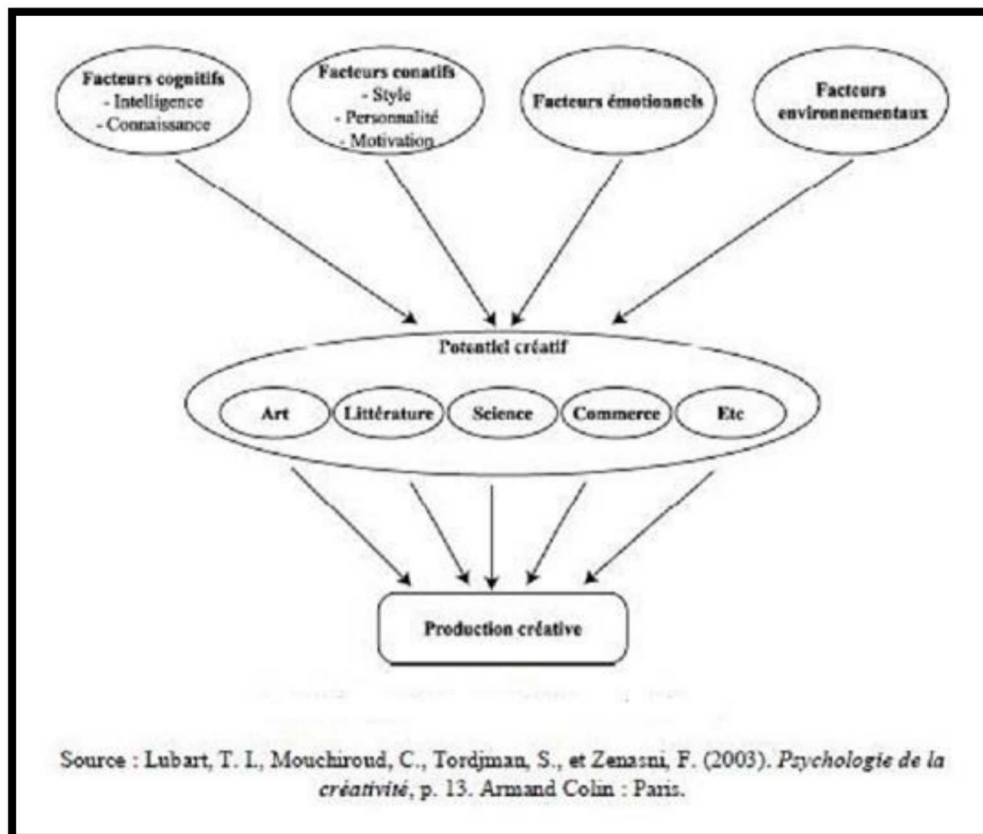 Facteurs cognitifs
- Intelligence
- Connaissance
Facteurs conatifs
- Style
- Personnalité
- Motivation
Facteurs émotionnels
Facteurs
environnementaux
Potentiel créatif
Art
Littérature
Science
Commerce
Etc
Production créative
Source : Lubart, T. I., Mouchiroud, C., Tordjman, S., et Zenasni, F. (2003). Psychologie de la
créativité, p. 13. Armand Colin : Paris.